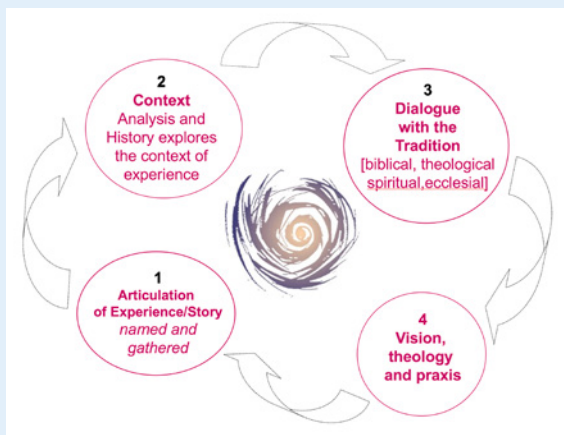 1
Articulation
of Experience/Story
named and
gathered
2
Context
Analysis and
History explores
the context of
experience
3
Dialogue
with the
Tradition
[biblical, theological
spiritual,ecclesial]
4
Vision,
theology
and praxis